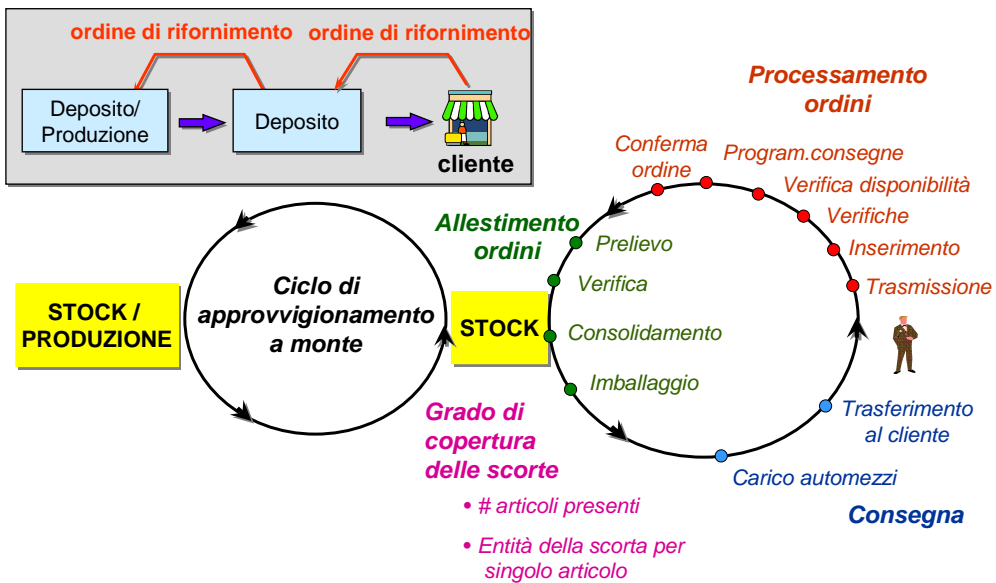 ordine di rifornimento
ordine di rifornimento
Deposito/
Produzione
Deposito
cliente
Processamento
ordini
Conferma
ordine
Program.consegne
Verifica disponibilità
Verifiche
Inserimento
Trasmissione
Allestimento
ordini
Prelievo
Verifica
Consolidamento
Imballaggio
Ciclo di
approvvigionamento
a monte
STOCK /
PRODUZIONE
STOCK
Grado di
copertura
delle scorte
• # articoli presenti
• Entità della scorta per
singolo articolo
Trasferimento
al cliente
Carico automezzi
Consegna